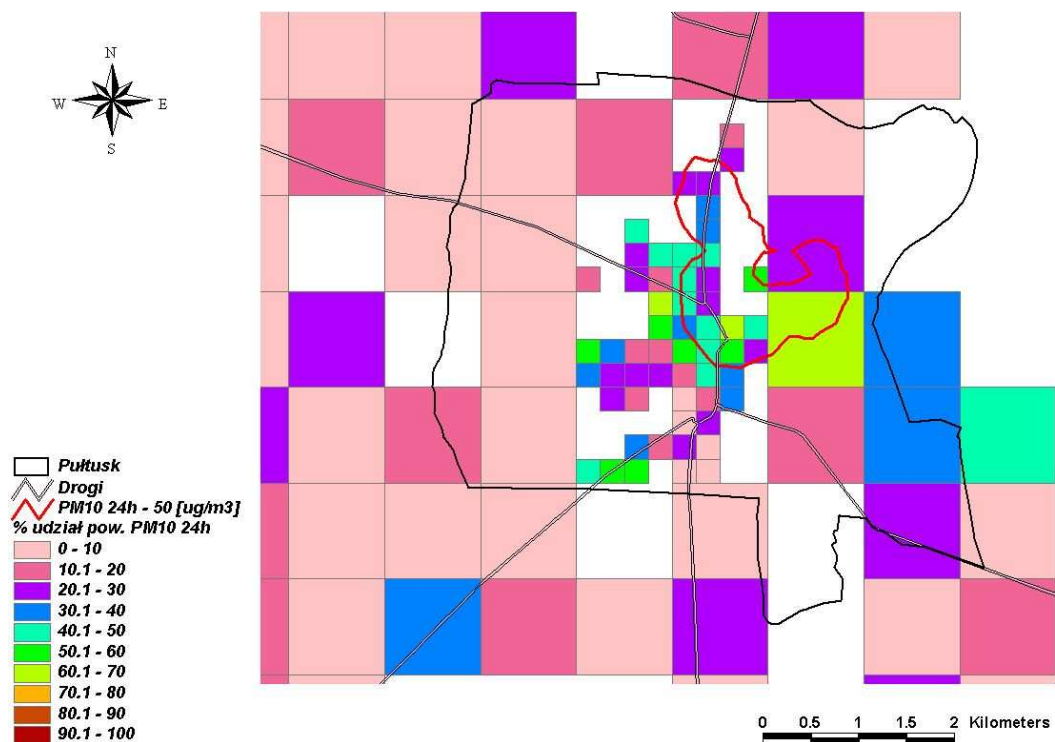 N
W E
S
Pułtusk
Drogi
PM10 24h - 50 [ug/m3]
% udział pow. PM10 24h
0 - 10
10.1 - 20
20.1 - 30
30.1 - 40
40.1 - 50
50.1 - 60
60.1 - 70
70.1 - 80
80.1 - 90
90.1 - 100
0 0.5 1 1.5 2 Kilometers